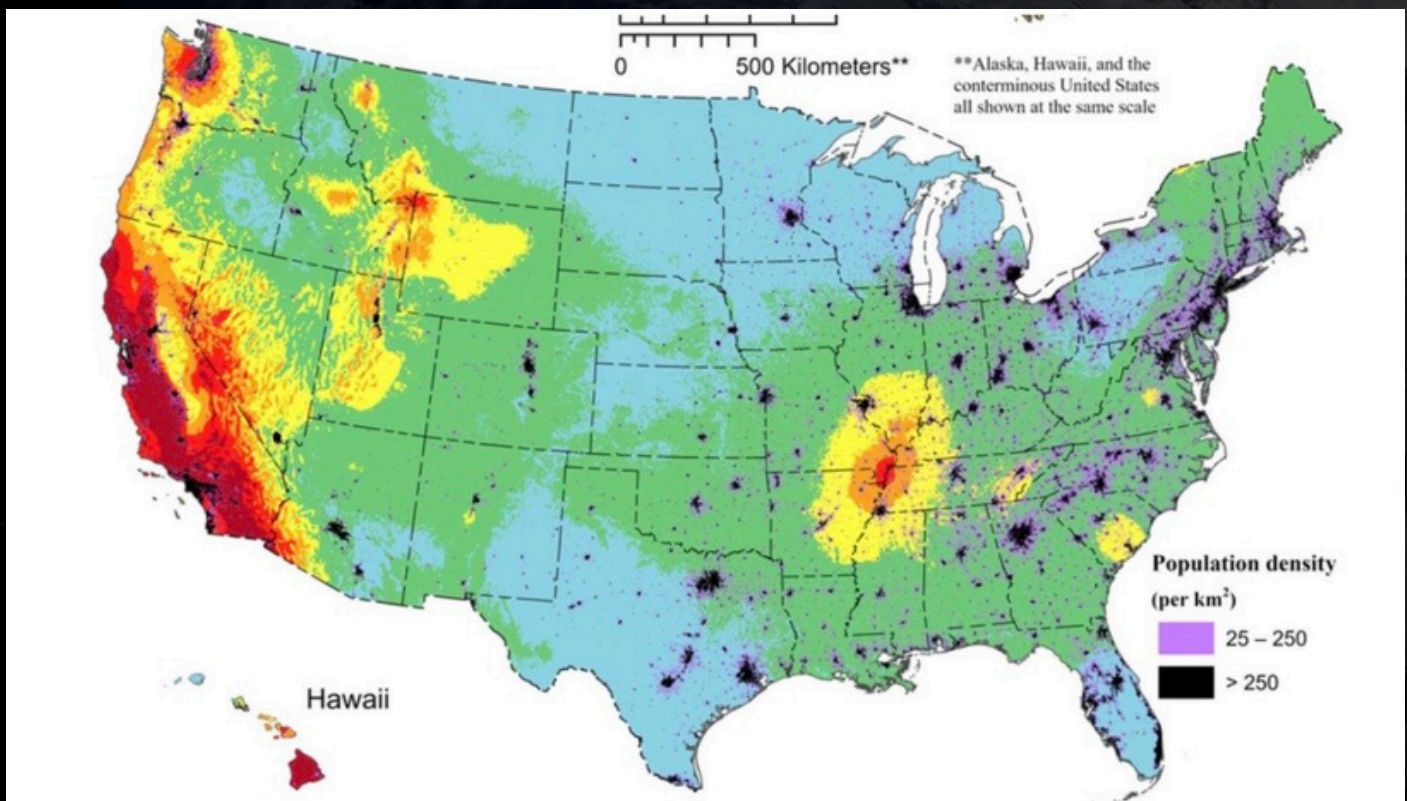 0 500 Kilometers**
**Alaska, Hawaii, and the
conterminous United States
all shown at the same scale
Population density
(per km²)
25 – 250
> 250
Hawaii